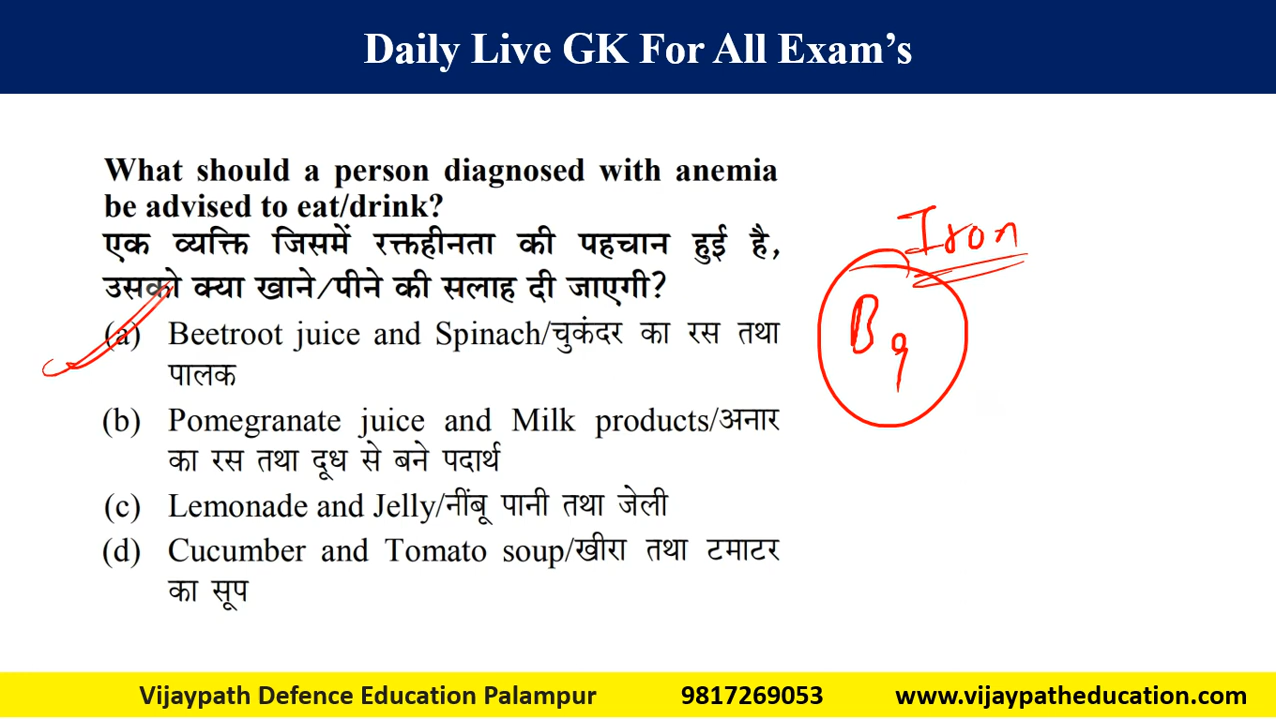 Daily Live GK For All Exam's
What should a person diagnosed with anemia
be advised to eat/drink?
एक व्यक्ति जिसमें रक्तहीनता की पहचान हुई है,
उसको क्या खाने/पीने की सलाह दी जाएगी?
(a) Beetroot juice and Spinach/चुकंदर का रस तथा
पालक
(b) Pomegranate juice and Milk products/अनार
का रस तथा दूध से बने पदार्थ
(c) Lemonade and Jelly/नींबू पानी तथा जेली
(d) Cucumber and Tomato soup/खीरा तथा टमाटर
का सूप
Iron
B9
Vijaypath Defence Education Palampur 9817269053 www.vijaypatheducation.com